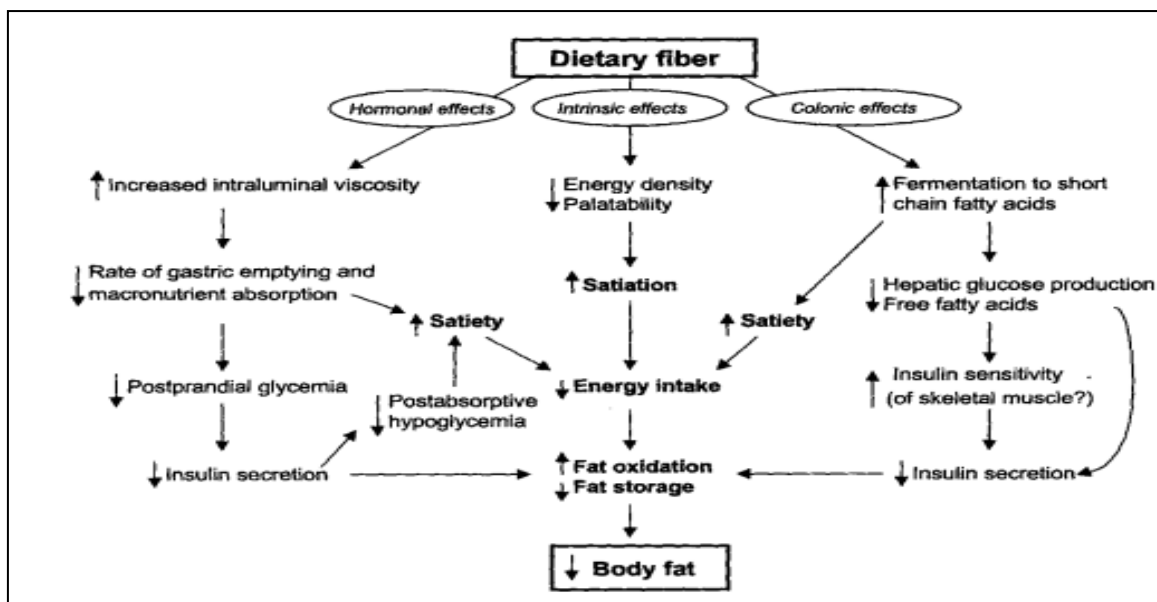 Dietary fiber
Hormonal effects
Intrinsic effects
Colonic effects
↑ Increased intraluminal viscosity
↓ Energy density
Palatability
↑ Fermentation to short
chain fatty acids
↓ Rate of gastric emptying and
macronutrient absorption
↑ Satiation
↓ Hepatic glucose production
Free fatty acids
↑ Satiety
↑ Satiety
↓ Postprandial glycemia
↓ Postabsorptive
hypoglycemia
↓ Energy intake
↑ Insulin sensitivity
(of skeletal muscle?)
↓ Insulin secretion
↑ Fat oxidation
↓ Fat storage
↓ Insulin secretion
↓ Body fat